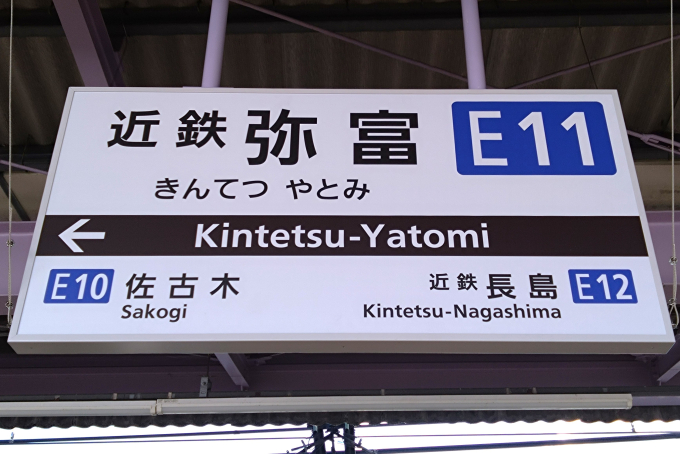 近鉄弥富 E11
きんてつ やとみ
← Kintetsu-Yatomi
E10 佐古木 近鉄長島 E12
Sakogi Kintetsu-Nagashima